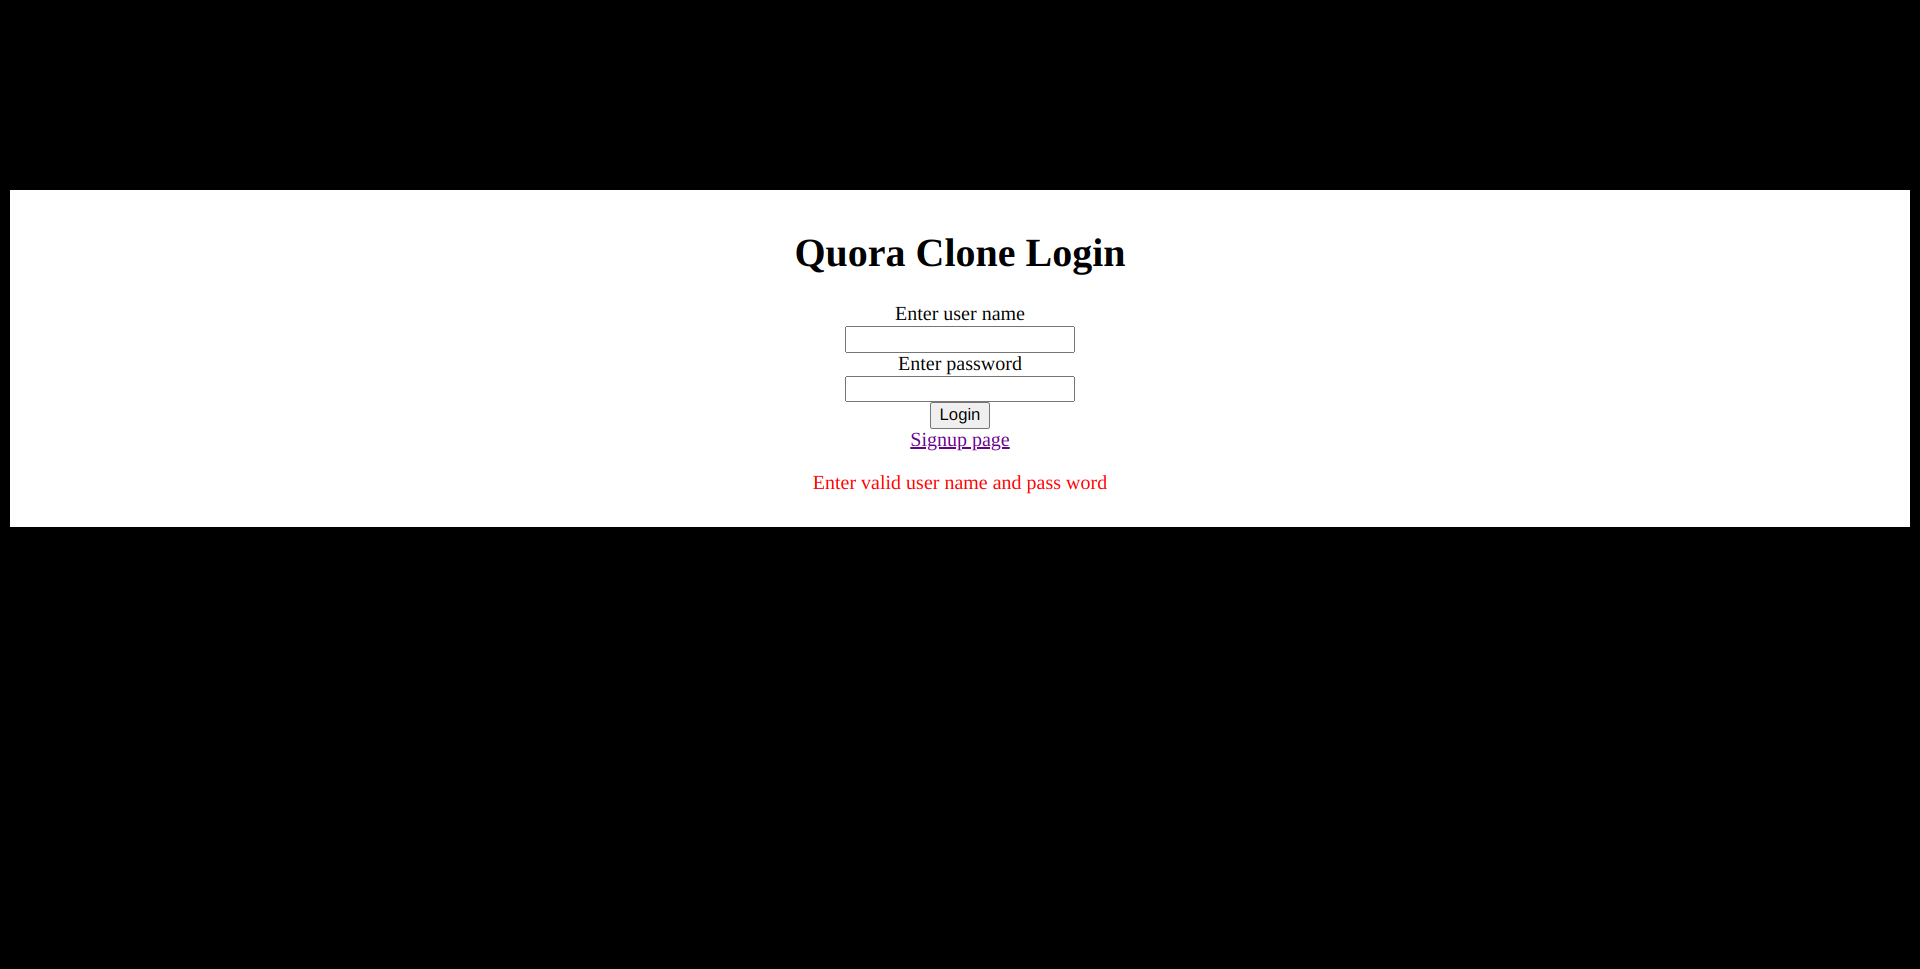 Quora Clone Login
Enter user name
Enter password
Login
Signup page
Enter valid user name and pass word